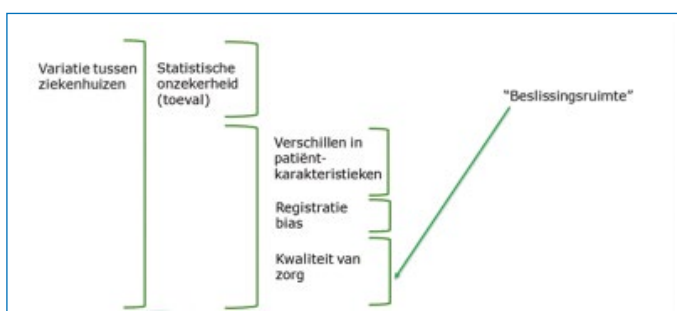 Variatie tussen
ziekenhuizen
Statistische
onzekerheid
(toeval)
Verschillen in
patiënt-
karakteristieken
Registratie
bias
Kwaliteit van
zorg
"Beslissingsruimte"